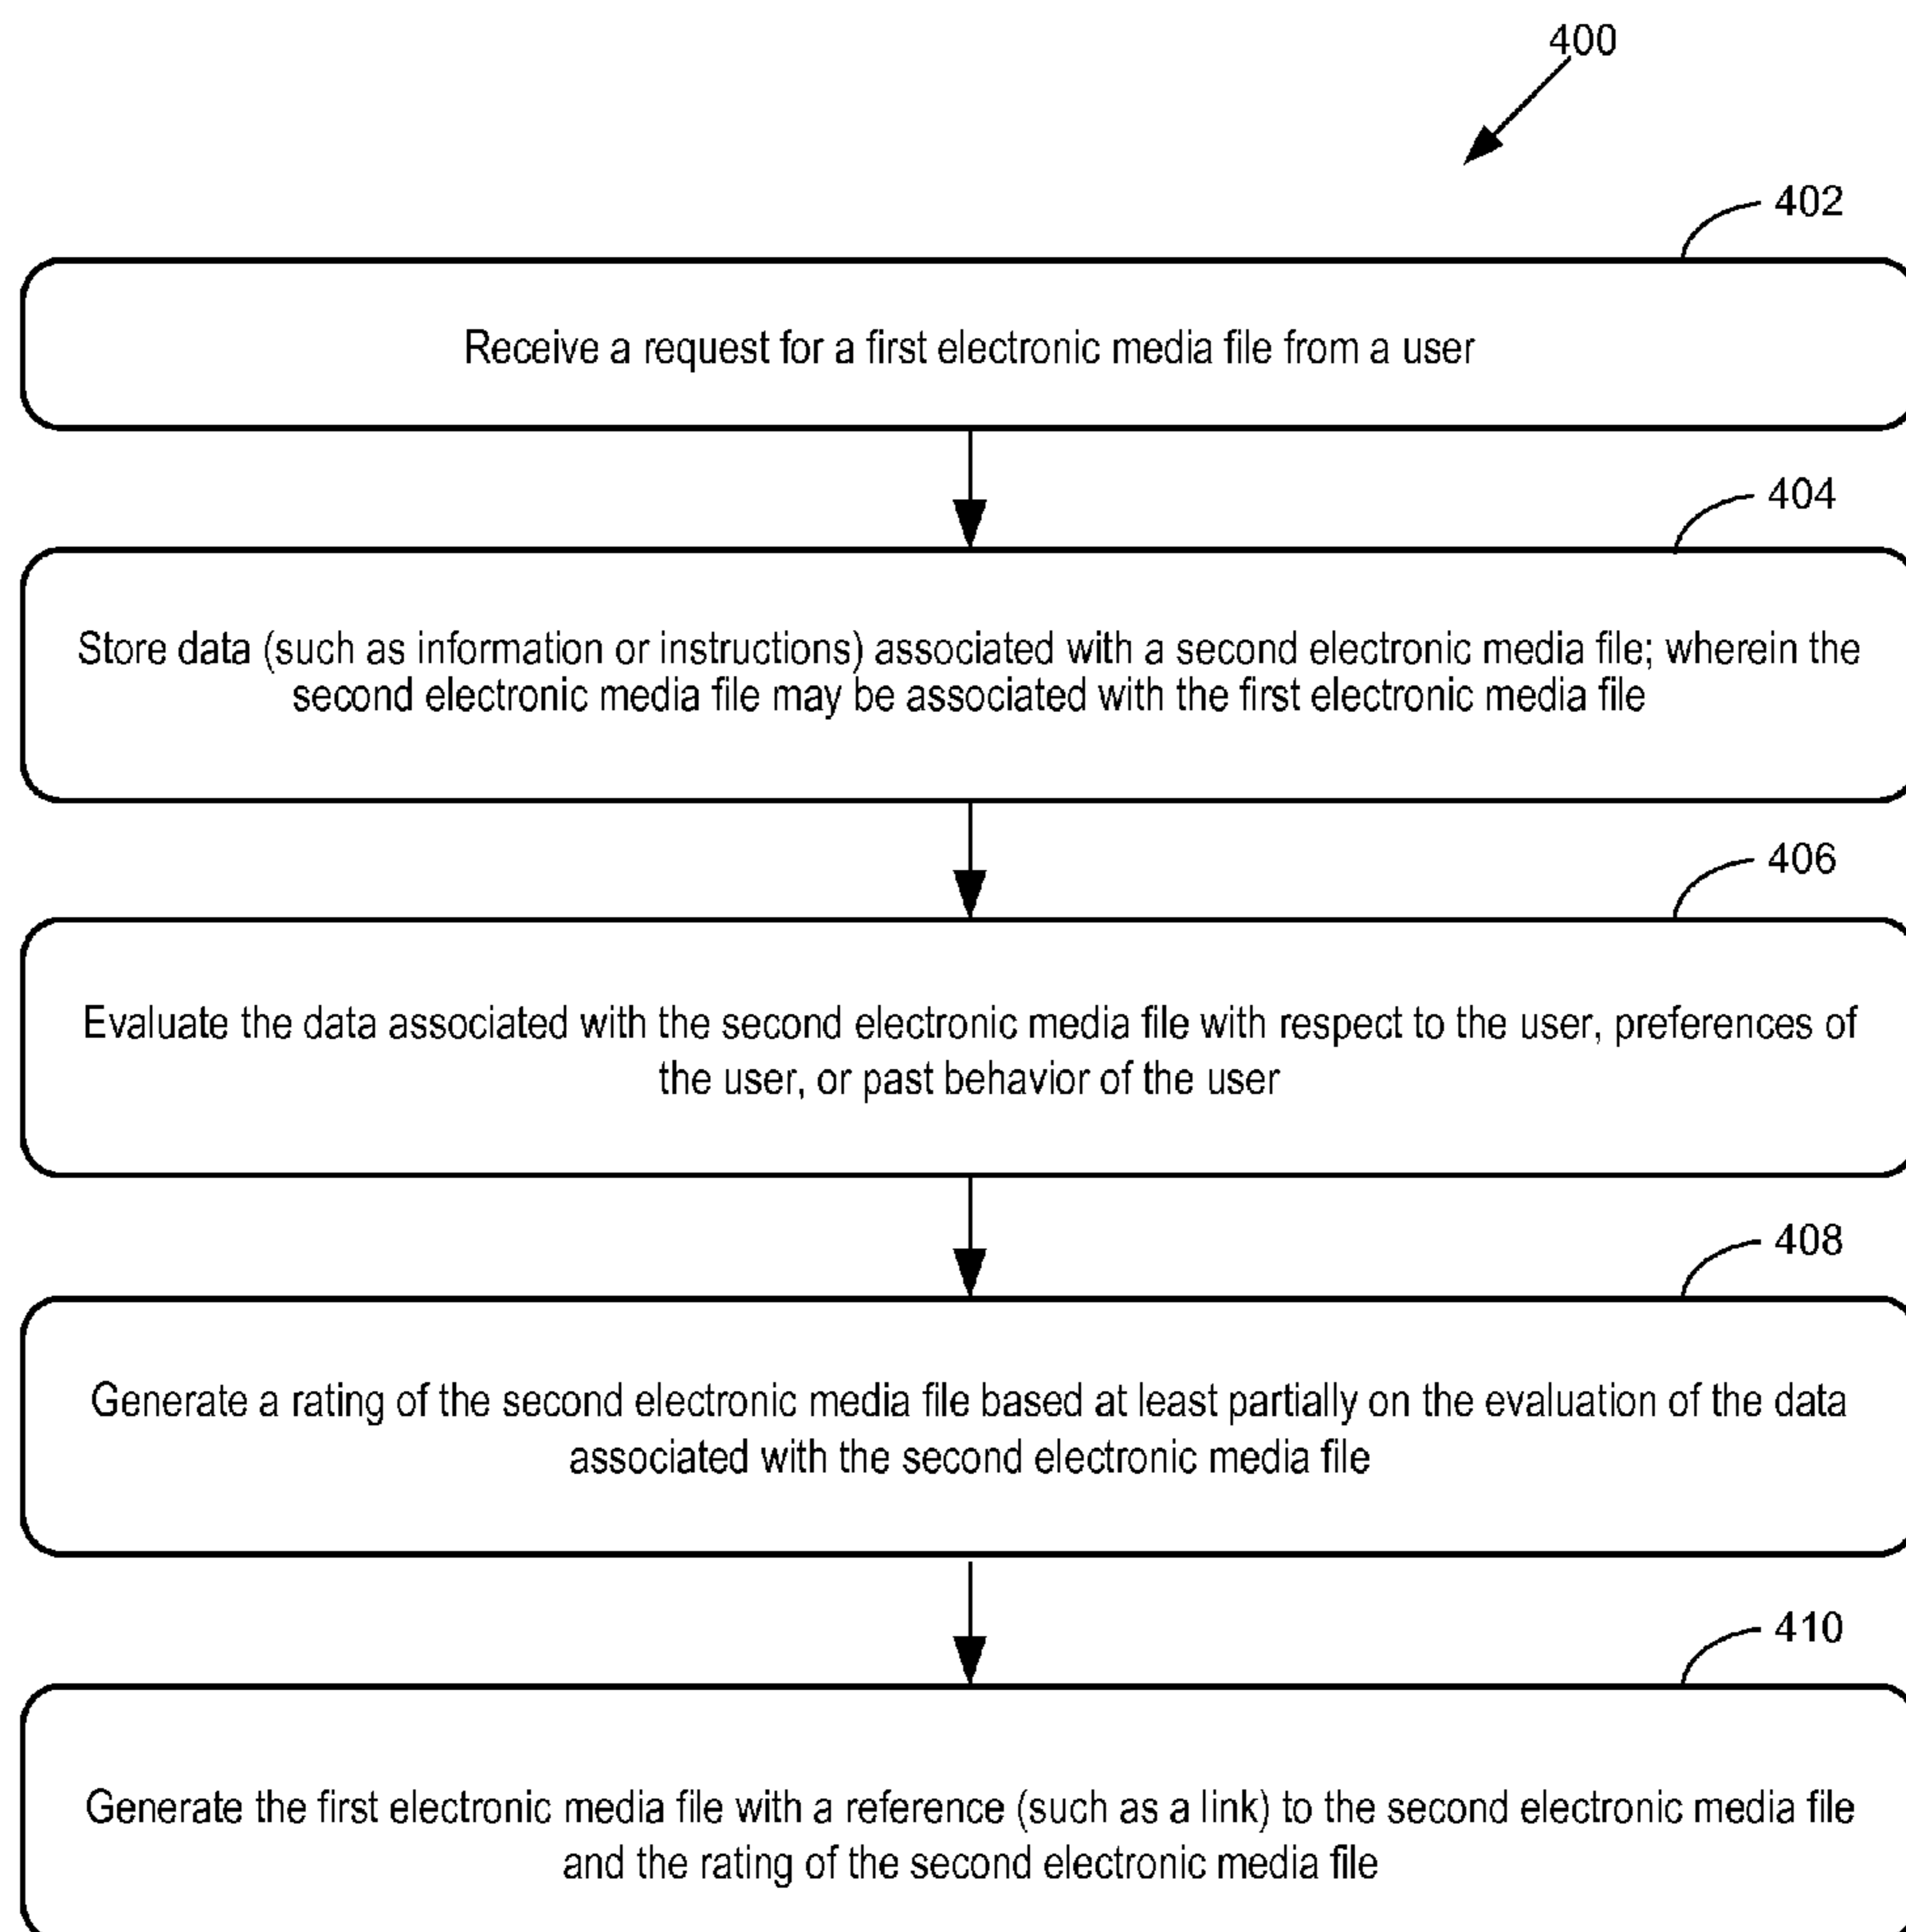 400
402
Receive a request for a first electronic media file from a user
404
Store data (such as information or instructions) associated with a second electronic media file; wherein the
second electronic media file may be associated with the first electronic media file
406
Evaluate the data associated with the second electronic media file with respect to the user, preferences of
the user, or past behavior of the user
408
Generate a rating of the second electronic media file based at least partially on the evaluation of the data
associated with the second electronic media file
410
Generate the first electronic media file with a reference (such as a link) to the second electronic media file
and the rating of the second electronic media file